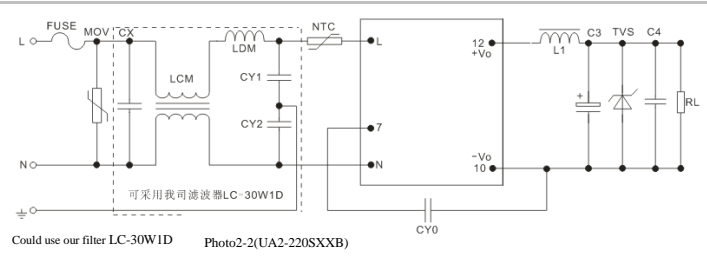 FUSE
MOV
CX
LCM
LDM
NTC
CY1
CY2
L
N
L
7
N
12
+Vo
-Vo
10
L1
C3
TVS
C4
+
RL
CY0
可采用我司滤波器LC-30W1D
Could use our filter LC-30W1D
Photo2-2(UA2-220SXXB)